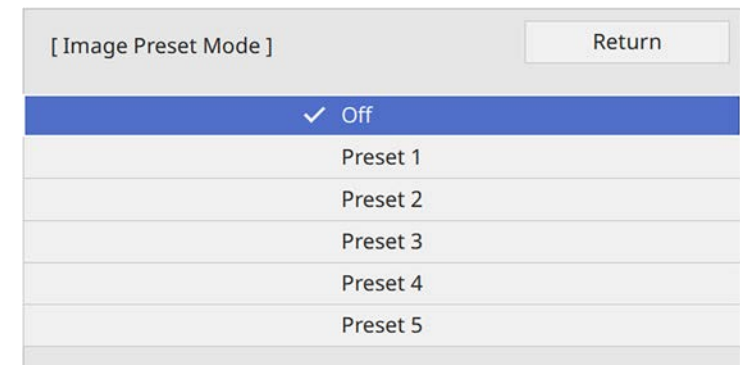 [ Image Preset Mode ]
Return
Off
Preset 1
Preset 2
Preset 3
Preset 4
Preset 5